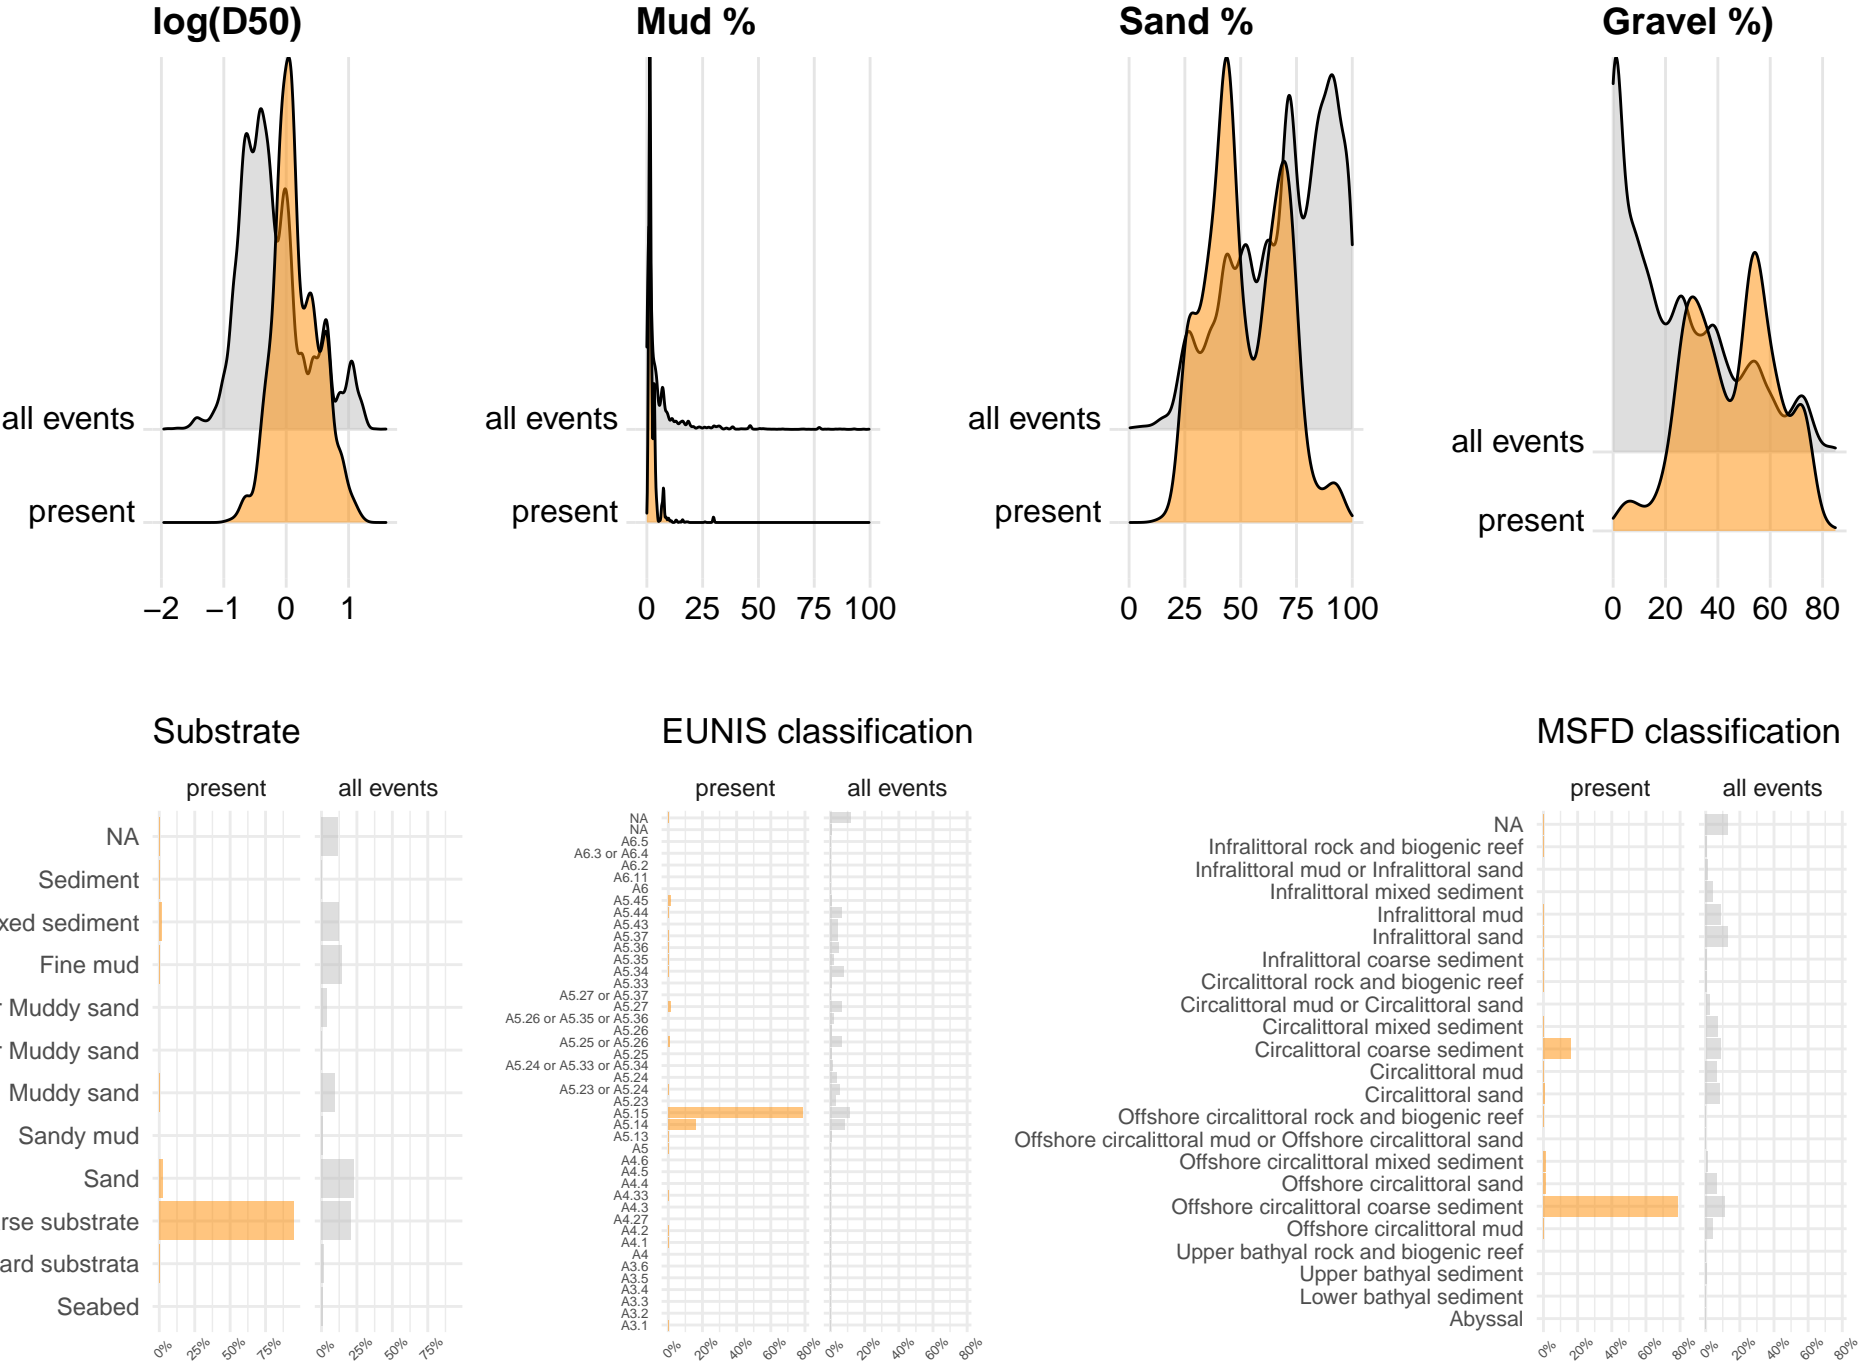 log(D50)
Mud %
Sand %
Gravel %)
all events
present
−2 −1 0 1
all events
present
0 25 50 75 100
all events
present
0 25 50 75 100
all events
present
0 20 40 60 80
Substrate
present all events
NA
Sediment
xed sediment
Fine mud
r Muddy sand
r Muddy sand
Muddy sand
Sandy mud
Sand
rse substrate
ard substrata
Seabed
0% 25% 50% 75% 0% 25% 50% 75%
EUNIS classification
present all events
NA
NA
A6.5
A6.3 or A6.4
A6.2
A6.11
A6
A5.45
A5.44
A5.43
A5.37
A5.36
A5.35
A5.34
A5.33
A5.27 or A5.37
A5.27
A5.26 or A5.35 or A5.36
A5.26
A5.25 or A5.26
A5.25
A5.24 or A5.33 or A5.34
A5.24
A5.23 or A5.24
A5.23
A5.15
A5.14
A5.13
A5
A4.6
A4.5
A4.4
A4.33
A4.3
A4.27
A4.2
A4.1
A4
A3.6
A3.5
A3.4
A3.3
A3.2
A3.1
0% 20% 40% 60% 80% 0% 20% 40% 60% 80%
MSFD classification
present all events
NA
Infralittoral rock and biogenic reef
Infralittoral mud or Infralittoral sand
Infralittoral mixed sediment
Infralittoral mud
Infralittoral sand
Infralittoral coarse sediment
Circalittoral rock and biogenic reef
Circalittoral mud or Circalittoral sand
Circalittoral mixed sediment
Circalittoral coarse sediment
Circalittoral mud
Circalittoral sand
Offshore circalittoral rock and biogenic reef
Offshore circalittoral mud or Offshore circalittoral sand
Offshore circalittoral mixed sediment
Offshore circalittoral sand
Offshore circalittoral coarse sediment
Offshore circalittoral mud
Upper bathyal rock and biogenic reef
Upper bathyal sediment
Lower bathyal sediment
Abyssal
0% 20% 40% 60% 80% 0% 20% 40% 60% 80%